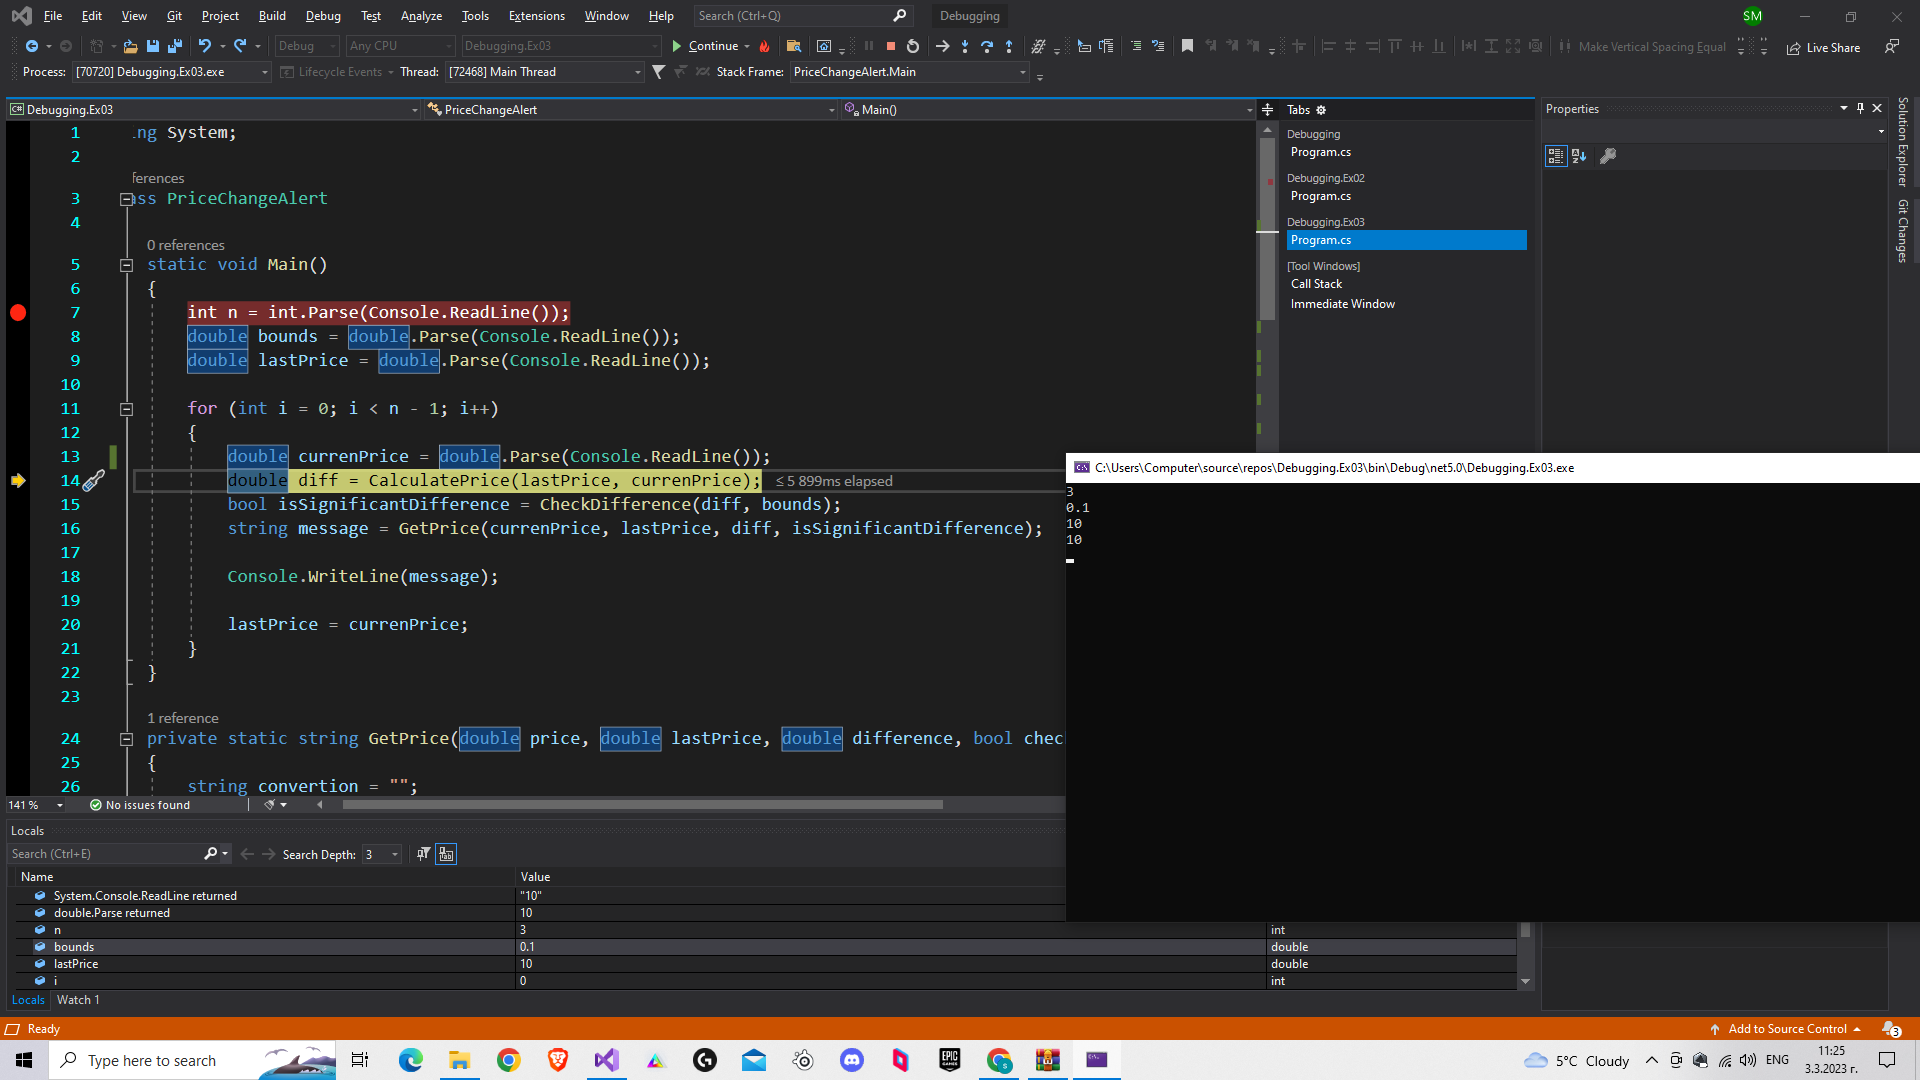 File Edit View Git Project Build Debug Test Analyze Tools Extensions Window Help Search (Ctrl+Q) Debugging SM
Debug Any CPU Debugging.Ex03 Continue Make Vertical Spacing Equal Live Share
Process: [70720] Debugging.Ex03.exe Lifecycle Events Thread: [72468] Main Thread Stack Frame: PriceChangeAlert.Main
C# Debugging.Ex03 PriceChangeAlert Main() Tabs Properties
1 .ng System;
2
ferences
3 ass PriceChangeAlert
4
0 references
5 static void Main()
6 {
7 int n = int.Parse(Console.ReadLine());
8 double bounds = double.Parse(Console.ReadLine());
9 double lastPrice = double.Parse(Console.ReadLine());
10
11 for (int i = 0; i < n - 1; i++)
12 {
13 double currenPrice = double.Parse(Console.ReadLine());
14 double diff = CalculatePrice(lastPrice, currenPrice); ≤ 5 899ms elapsed
15 bool isSignificantDifference = CheckDifference(diff, bounds);
16 string message = GetPrice(currenPrice, lastPrice, diff, isSignificantDifference);
17
18 Console.WriteLine(message);
19
20 lastPrice = currenPrice;
21 }
22 }
23
1 reference
24 private static string GetPrice(double price, double lastPrice, double difference, bool chec
25 {
26 string convertion = "";
141 % No issues found
Debugging
Program.cs
Debugging.Ex02
Program.cs
Debugging.Ex03
Program.cs
[Tool Windows]
Call Stack
Immediate Window
Solution Explorer
Git Changes
C:\Users\Computer\source\repos\Debugging.Ex03\bin\Debug\net5.0\Debugging.Ex03.exe
3
0.1
10
10
Locals
Search (Ctrl+E) Search Depth: 3
Name Value
System.Console.ReadLine returned "10"
double.Parse returned 10
n 3 int
bounds 0.1 double
lastPrice 10 double
i 0 int
Locals Watch 1
Ready Add to Source Control 3
Type here to search 5°C Cloudy ENG 11:25
3.3.2023 г.
EPIC GAMES